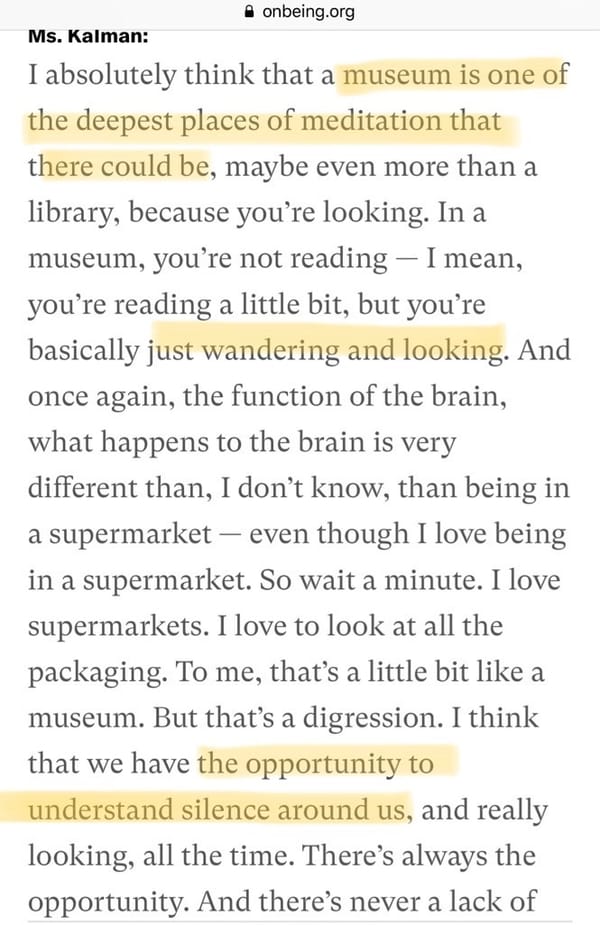 onbeing.org
Ms. Kalman:
I absolutely think that a museum is one of
the deepest places of meditation that
there could be, maybe even more than a
library, because you’re looking. In a
museum, you’re not reading — I mean,
you’re reading a little bit, but you’re
basically just wandering and looking. And
once again, the function of the brain,
what happens to the brain is very
different than, I don’t know, than being in
a supermarket — even though I love being
in a supermarket. So wait a minute. I love
supermarkets. I love to look at all the
packaging. To me, that’s a little bit like a
museum. But that’s a digression. I think
that we have the opportunity to
understand silence around us, and really
looking, all the time. There’s always the
opportunity. And there’s never a lack of